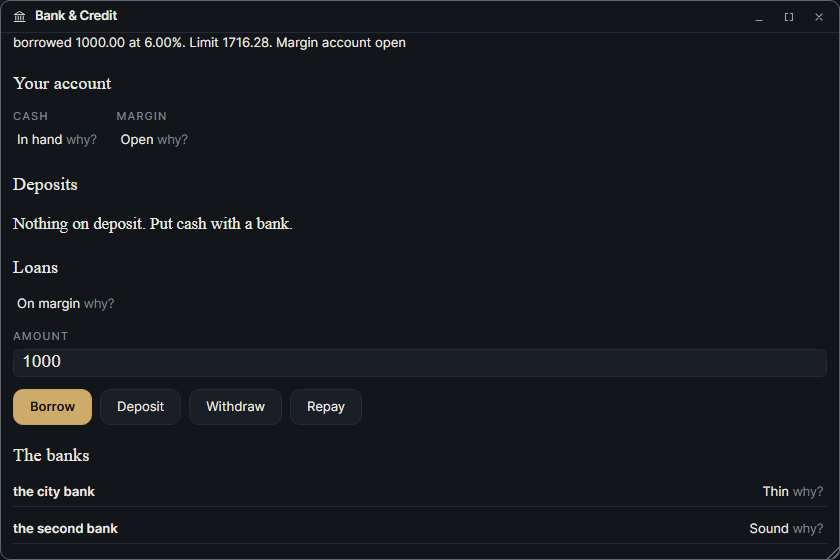 Bank & Credit
borrowed 1000.00 at 6.00%. Limit 1716.28. Margin account open
Your account
CASH MARGIN
In hand why? Open why?
Deposits
Nothing on deposit. Put cash with a bank.
Loans
On margin why?
AMOUNT
1000
Borrow Deposit Withdraw Repay
The banks
the city bank Thin why?
the second bank Sound why?